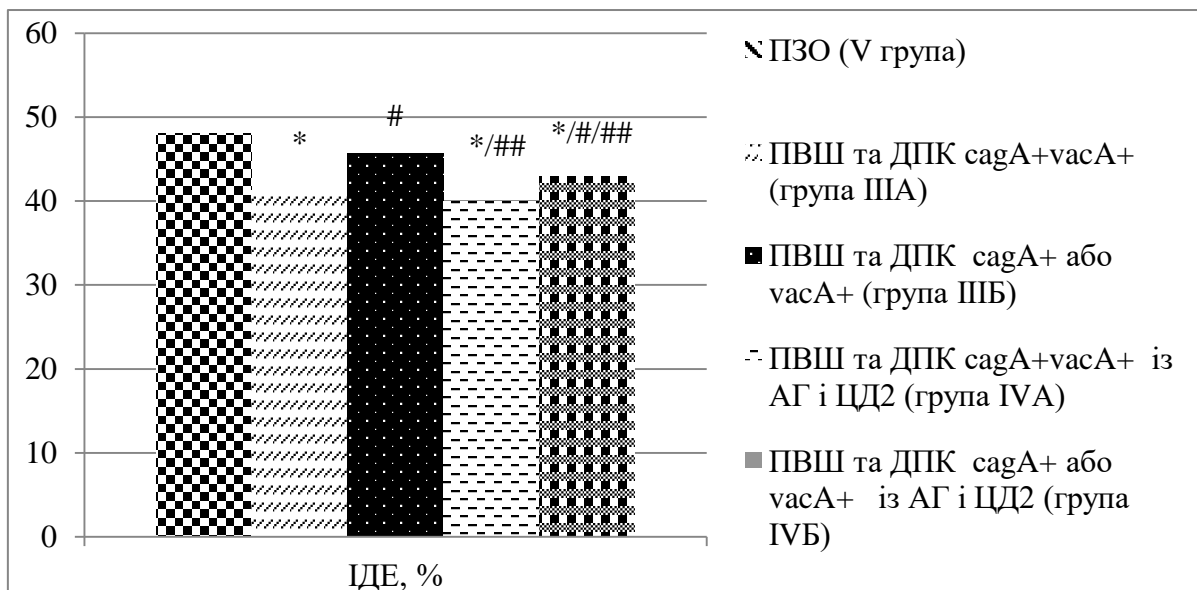 60
50
40
30
20
10
0
*
#
*/##
*/#/##
ІДЕ, %
ПЗО (V група)
ПВШ та ДПК cagA+vacA+
(група ІІІА)
ПВШ та ДПК cagA+ або
vacA+ (група ІІІБ)
ПВШ та ДПК cagA+vacA+ із
АГ і ЦД2 (група IVA)
ПВШ та ДПК cagA+ або
vacA+ із АГ і ЦД2 (група
IVБ)